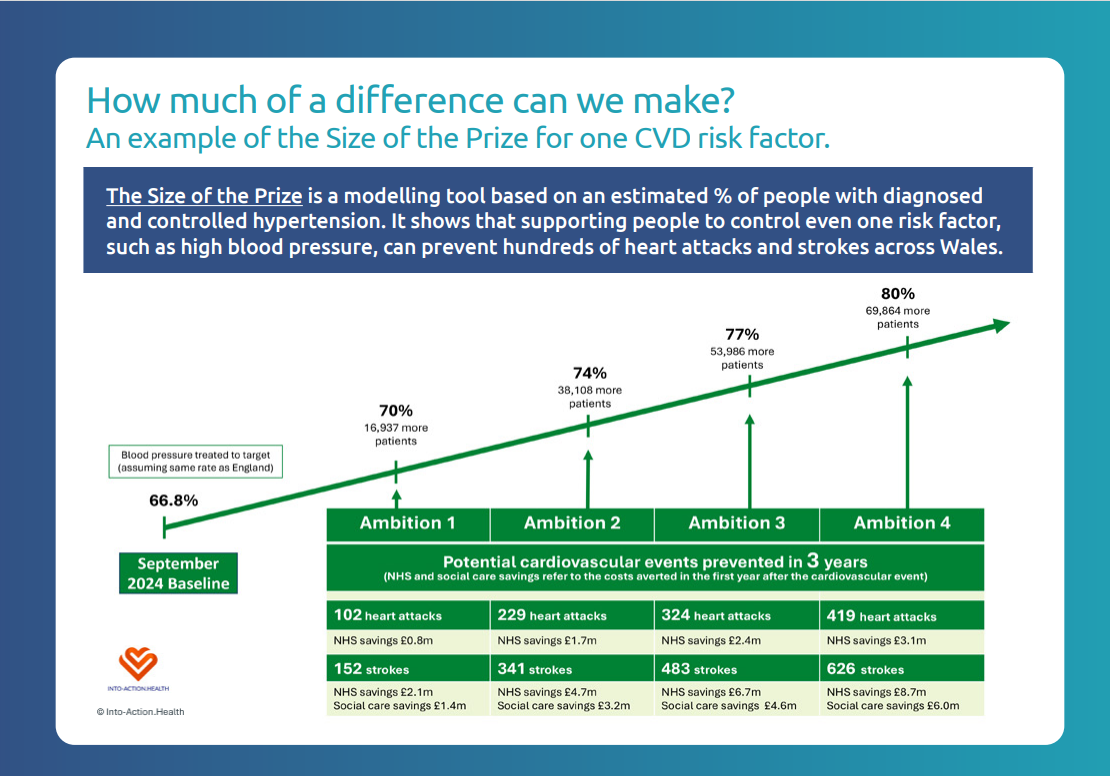 How much of a difference can we make?
An example of the Size of the Prize for one CVD risk factor.
The Size of the Prize is a modelling tool based on an estimated % of people with diagnosed
and controlled hypertension. It shows that supporting people to control even one risk factor,
such as high blood pressure, can prevent hundreds of heart attacks and strokes across Wales.
80%
69,864 more
patients
77%
53,986 more
patients
74%
38,108 more
patients
70%
16,937 more
patients
Blood pressure treated to target
(assuming same rate as England)
66.8%
September
2024 Baseline
Ambition 1 Ambition 2 Ambition 3 Ambition 4
Potential cardiovascular events prevented in 3 years
(NHS and social care savings refer to the costs averted in the first year after the cardiovascular event)
102 heart attacks 229 heart attacks 324 heart attacks 419 heart attacks
NHS savings £0.8m NHS savings £1.7m NHS savings £2.4m NHS savings £3.1m
152 strokes 341 strokes 483 strokes 626 strokes
NHS savings £2.1m NHS savings £4.7m NHS savings £6.7m NHS savings £8.7m
Social care savings £1.4m Social care savings £3.2m Social care savings £4.6m Social care savings £6.0m
INTO-ACTION.HEALTH
© Into-Action.Health